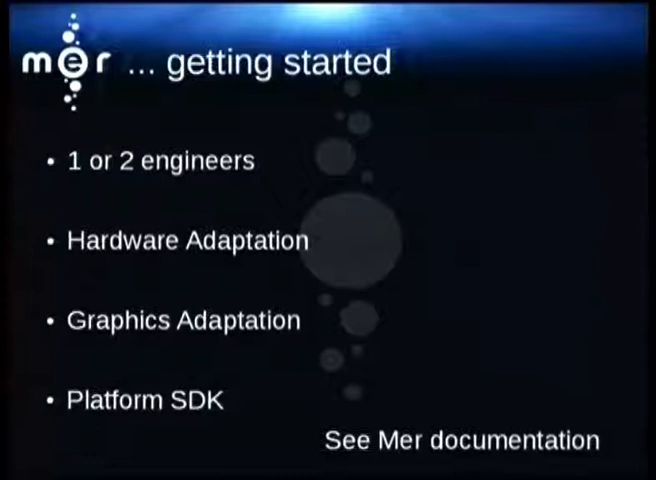 mer ... getting started
• 1 or 2 engineers
• Hardware Adaptation
• Graphics Adaptation
• Platform SDK
See Mer documentation